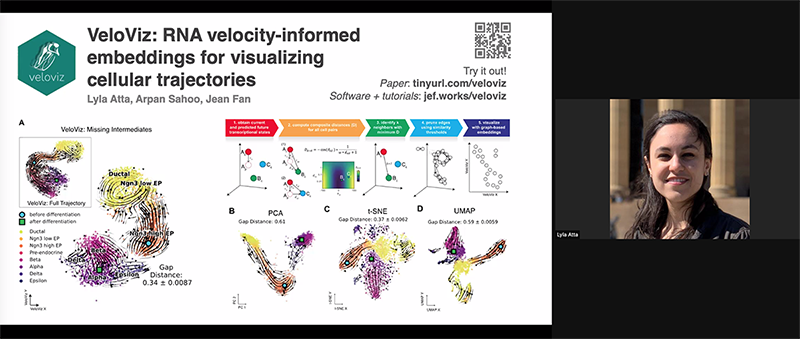 VeloViz: RNA velocity-informed
embeddings for visualizing
cellular trajectories
Lyla Atta, Arpan Sahoo, Jean Fan
veloviz
Try it out!
Paper: tinyurl.com/veloviz
Software + tutorials: jef.works/veloviz
A
VeloViz: Missing Intermediates
VeloViz: Full Trajectory
Ductal
Ngn3 low EP
Ngn3 high EP
Beta
Delta
Alpha
Epsilon
Gap
Distance:
0.34 ± 0.0087
before differentiation
after differentiation
Ductal
Ngn3 low EP
Ngn3 high EP
Pre-endocrine
Beta
Alpha
Delta
Epsilon
VeloViz X
1. obtain current
and predicted future
transcriptional states
2. compute composite distances (D)
for all cell pairs
3. identify k
neighbors with
minimum D
4. prune edges
using similarity
thresholds
5. visualize
with graph-based
embeddings
B
PCA
Gap Distance: 0.61
PC 1
C
t-SNE
Gap Distance: 0.37 ± 0.0062
t-SNE X
D
UMAP
Gap Distance: 0.59 ± 0.0059
UMAP X
Lyla Atta